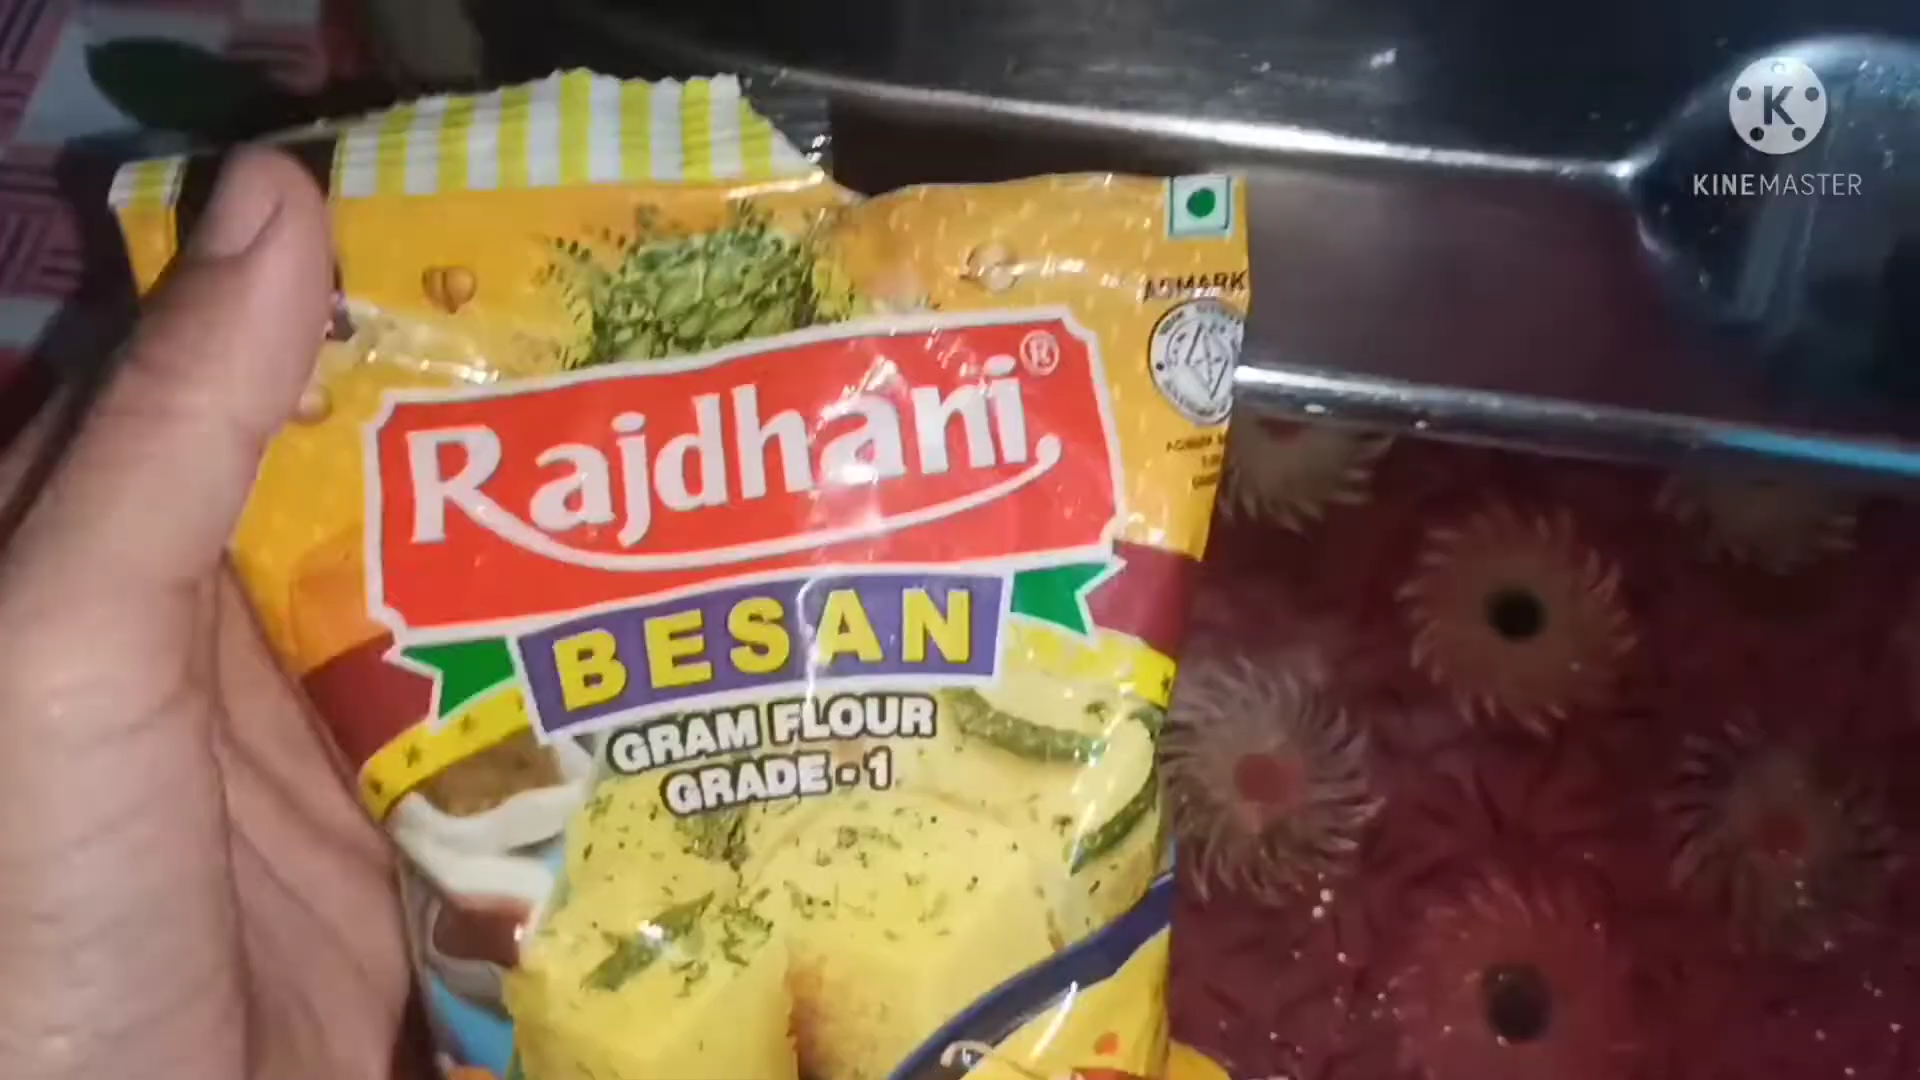 K
KINEMASTER
AGMARK
Rajdhani®
BESAN
GRAM FLOUR
GRADE - 1